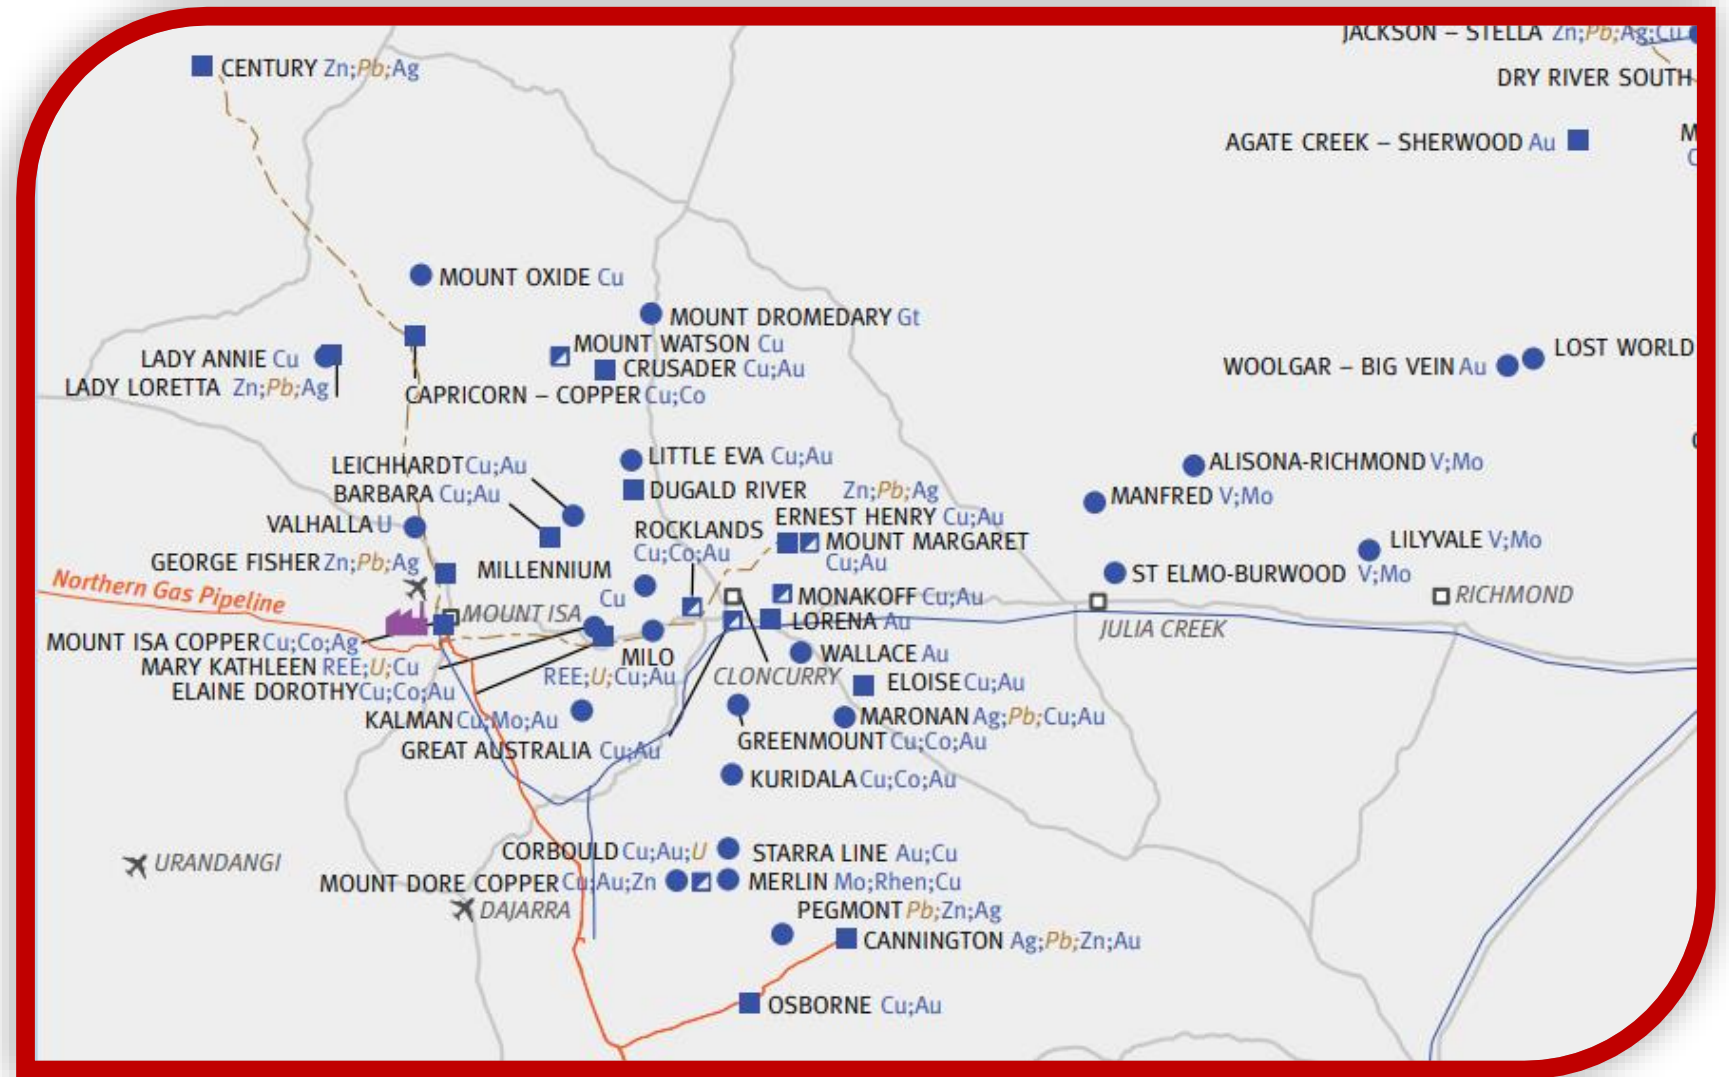 JACKSON – STELLA Zn;Pb;Ag;Cu
CENTURY Zn;Pb;Ag
DRY RIVER SOUTH
AGATE CREEK – SHERWOOD Au
MOUNT OXIDE Cu
MOUNT DROMEDARY Gt
MOUNT WATSON Cu
LOST WORLD
LADY ANNIE Cu
CRUSADER Cu;Au
WOOLGAR – BIG VEIN Au
LADY LORETTA Zn;Pb;Ag
CAPRICORN – COPPER Cu;Co
LEICHHARDT Cu;Au
LITTLE EVA Cu;Au
ALISONA-RICHMOND V;Mo
BARBARA Cu;Au
DUGALD RIVER Zn;Pb;Ag
MANFRED V;Mo
VALHALLA U
ROCKLANDS
Cu;Co;Au
ERNEST HENRY Cu;Au
MOUNT MARGARET
Cu;Au
LILYVALE V;Mo
GEORGE FISHER Zn;Pb;Ag
MILLENNIUM
Cu
ST ELMO-BURWOOD V;Mo
Northern Gas Pipeline
MOUNT ISA
MONAKOFF Cu;Au
RICHMOND
LORENA Au
JULIA CREEK
MOUNT ISA COPPER Cu;Co;Ag
MARY KATHLEEN REE;U;Cu
MILO
REE;U;Cu;Au
WALLACE Au
CLONCURRY
ELAINE DOROTHY Cu;Co;Au
ELOISE Cu;Au
KALMAN Cu;Mo;Au
MARONAN Ag;Pb;Cu;Au
GREENMOUNT Cu;Co;Au
GREAT AUSTRALIA Cu;Au
KURIDALA Cu;Co;Au
CORBOULD Cu;Au;U
STARRA LINE Au;Cu
URANDANGI
MOUNT DORE COPPER Cu;Au;Zn
MERLIN Mo;Rhen;Cu
DAJARRA
PEGMONT Pb;Zn;Ag
CANNINGTON Ag;Pb;Zn;Au
OSBORNE Cu;Au